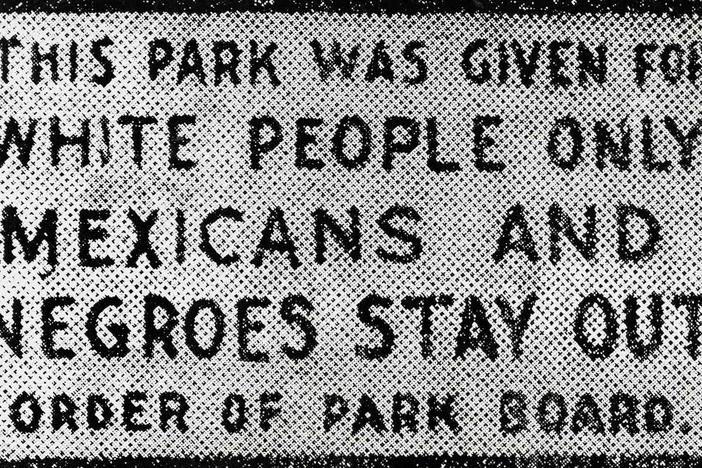 THIS PARK WAS GIVEN FOR
WHITE PEOPLE ONLY
MEXICANS AND
NEGROES STAY OUT
ORDER OF PARK BOARD.